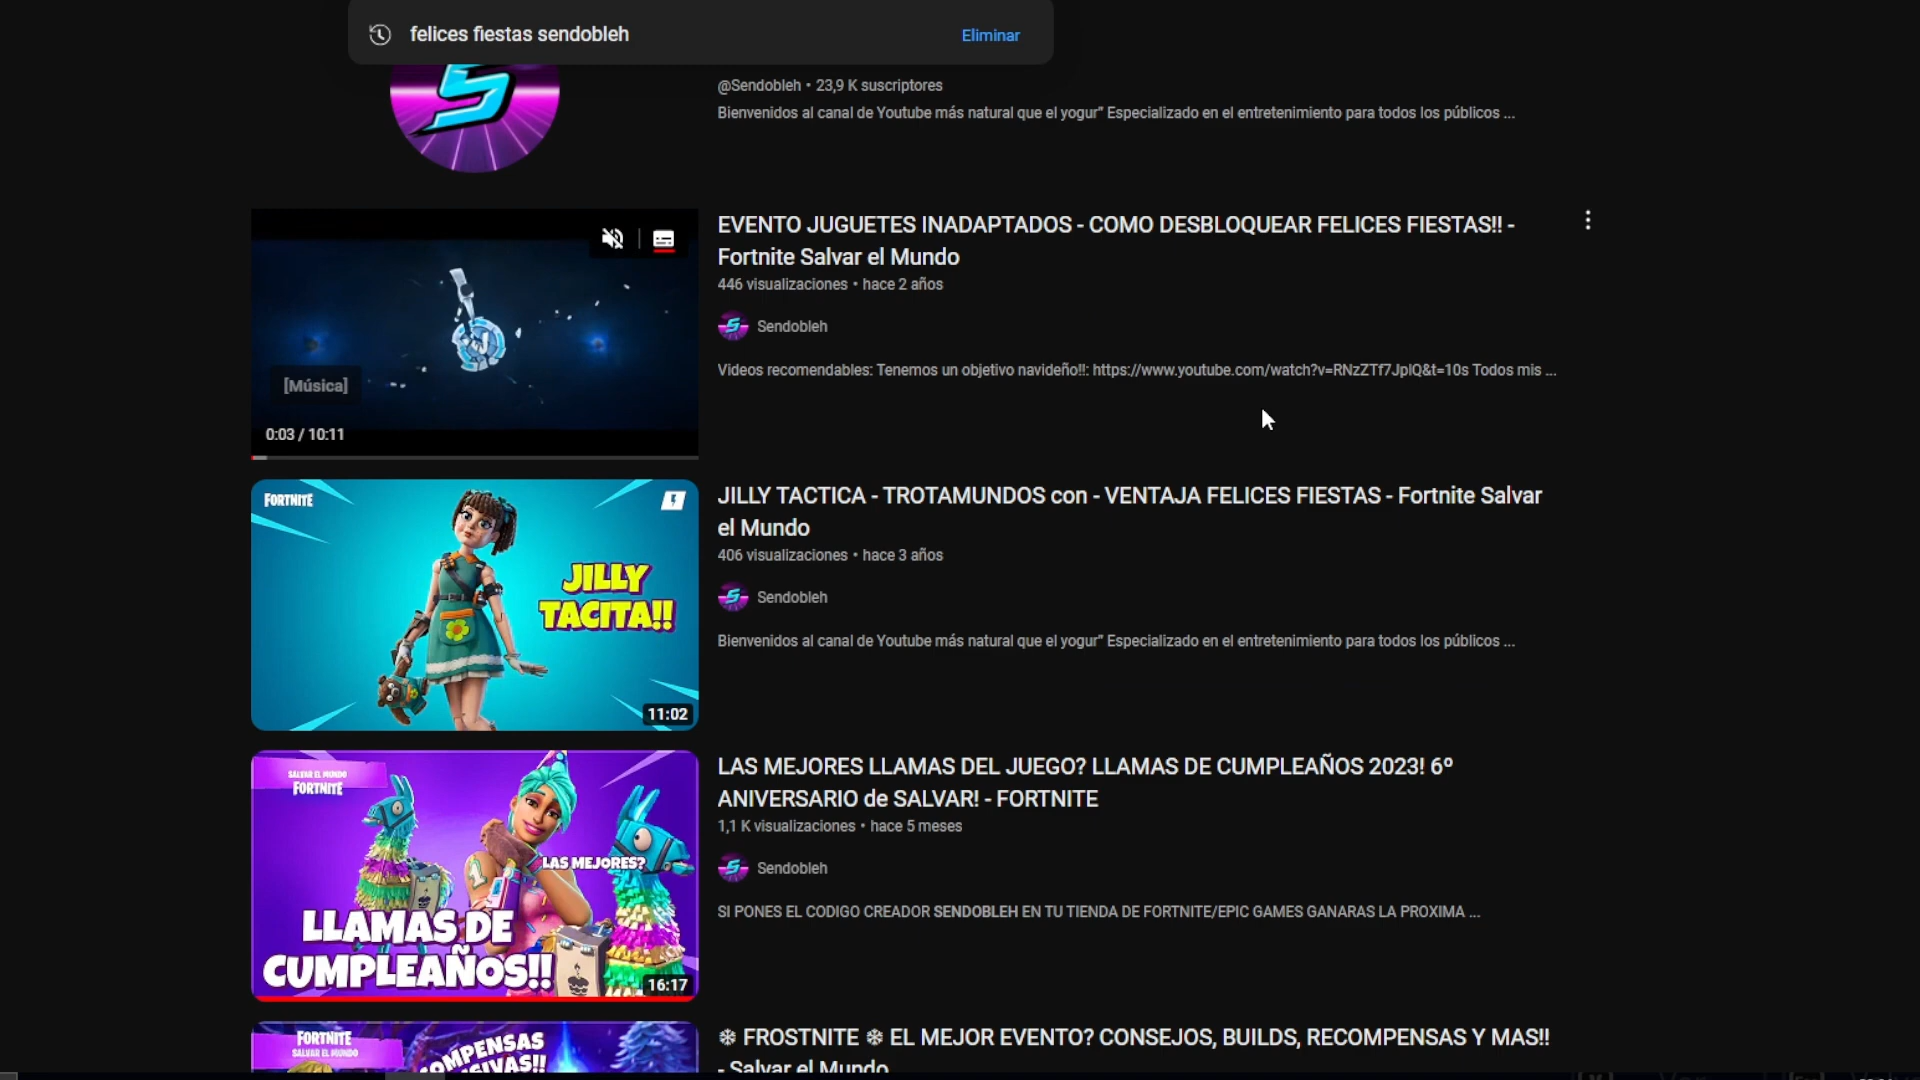 felices fiestas sendobleh
Eliminar
@Sendobleh • 23,9 K suscriptores
Bienvenidos al canal de Youtube más natural que el yogur” Especializado en el entretenimiento para todos los públicos ...
EVENTO JUGUETES INADAPTADOS - COMO DESBLOQUEAR FELICES FIESTAS!! -
Fortnite Salvar el Mundo
446 visualizaciones • hace 2 años
Sendobleh
Videos recomendables: Tenemos un objetivo navideño!!: https://www.youtube.com/watch?v=RNzZTf7JpIQ&t=10s Todos mis ...
[Música]
0:03 / 10:11
FORTNITE
JILLY
TACITA!!
11:02
JILLY TACTICA - TROTAMUNDOS con - VENTAJA FELICES FIESTAS - Fortnite Salvar
el Mundo
406 visualizaciones • hace 3 años
Sendobleh
Bienvenidos al canal de Youtube más natural que el yogur” Especializado en el entretenimiento para todos los públicos ...
SALVAR EL MUNDO
FORTNITE
LAS MEJORES?
LLAMAS DE
CUMPLEAÑOS!!
16:17
LAS MEJORES LLAMAS DEL JUEGO? LLAMAS DE CUMPLEAÑOS 2023! 6º
ANIVERSARIO de SALVAR! - FORTNITE
1,1 K visualizaciones • hace 5 meses
Sendobleh
SI PONES EL CODIGO CREADOR SENDOBLEH EN TU TIENDA DE FORTNITE/EPIC GAMES GANARAS LA PROXIMA ...
FORTNITE
SALVAR EL MUNDO
❄ FROSTNITE ❄ EL MEJOR EVENTO? CONSEJOS, BUILDS, RECOMPENSAS Y MAS!!
- Salvar el Mundo